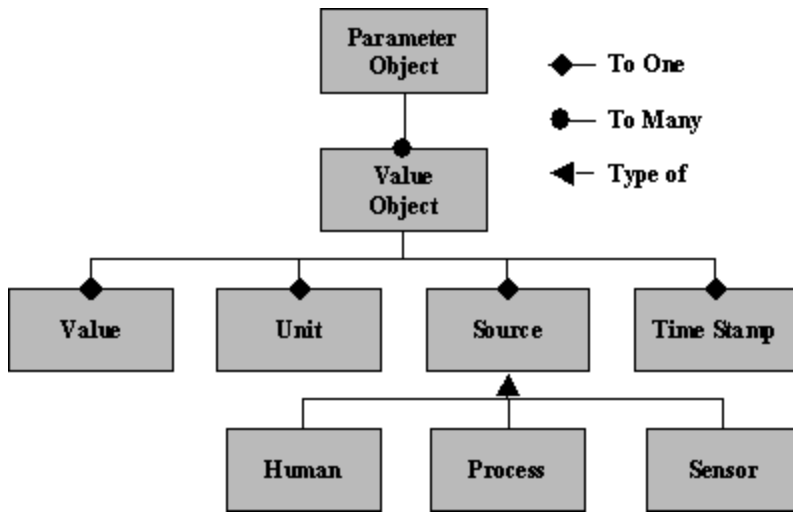 Parameter
Object
To One
To Many
Value
Object
Type of
Value
Unit
Source
Time Stamp
Human
Process
Sensor